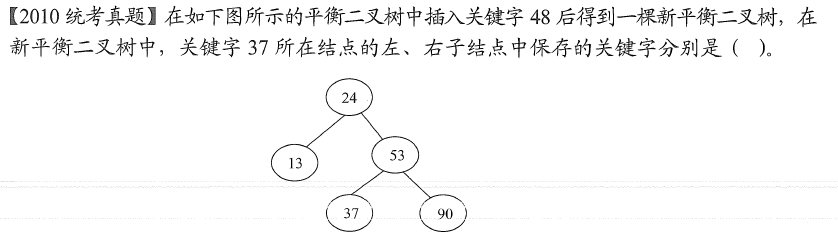 【2010 统考真题】在如下图所示的平衡二叉树中插入关键字 48 后得到一棵新平衡二叉树，在
新平衡二叉树中，关键字 37 所在结点的左、右子结点中保存的关键字分别是（ ）。
24
13
53
37
90